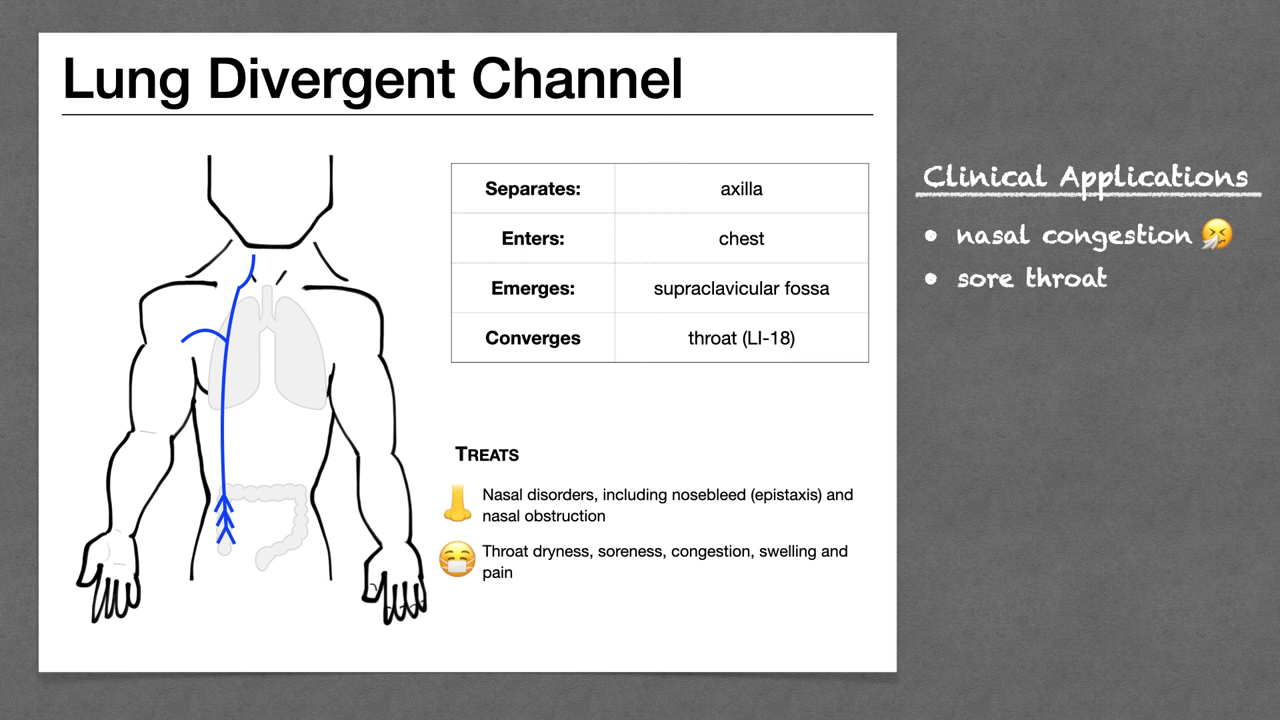 Lung Divergent Channel
Separates: axilla
Enters: chest
Emerges: supraclavicular fossa
Converges throat (LI-18)
TREATS
Nasal disorders, including nosebleed (epistaxis) and
nasal obstruction
Throat dryness, soreness, congestion, swelling and
pain
Clinical Applications
• nasal congestion
• sore throat